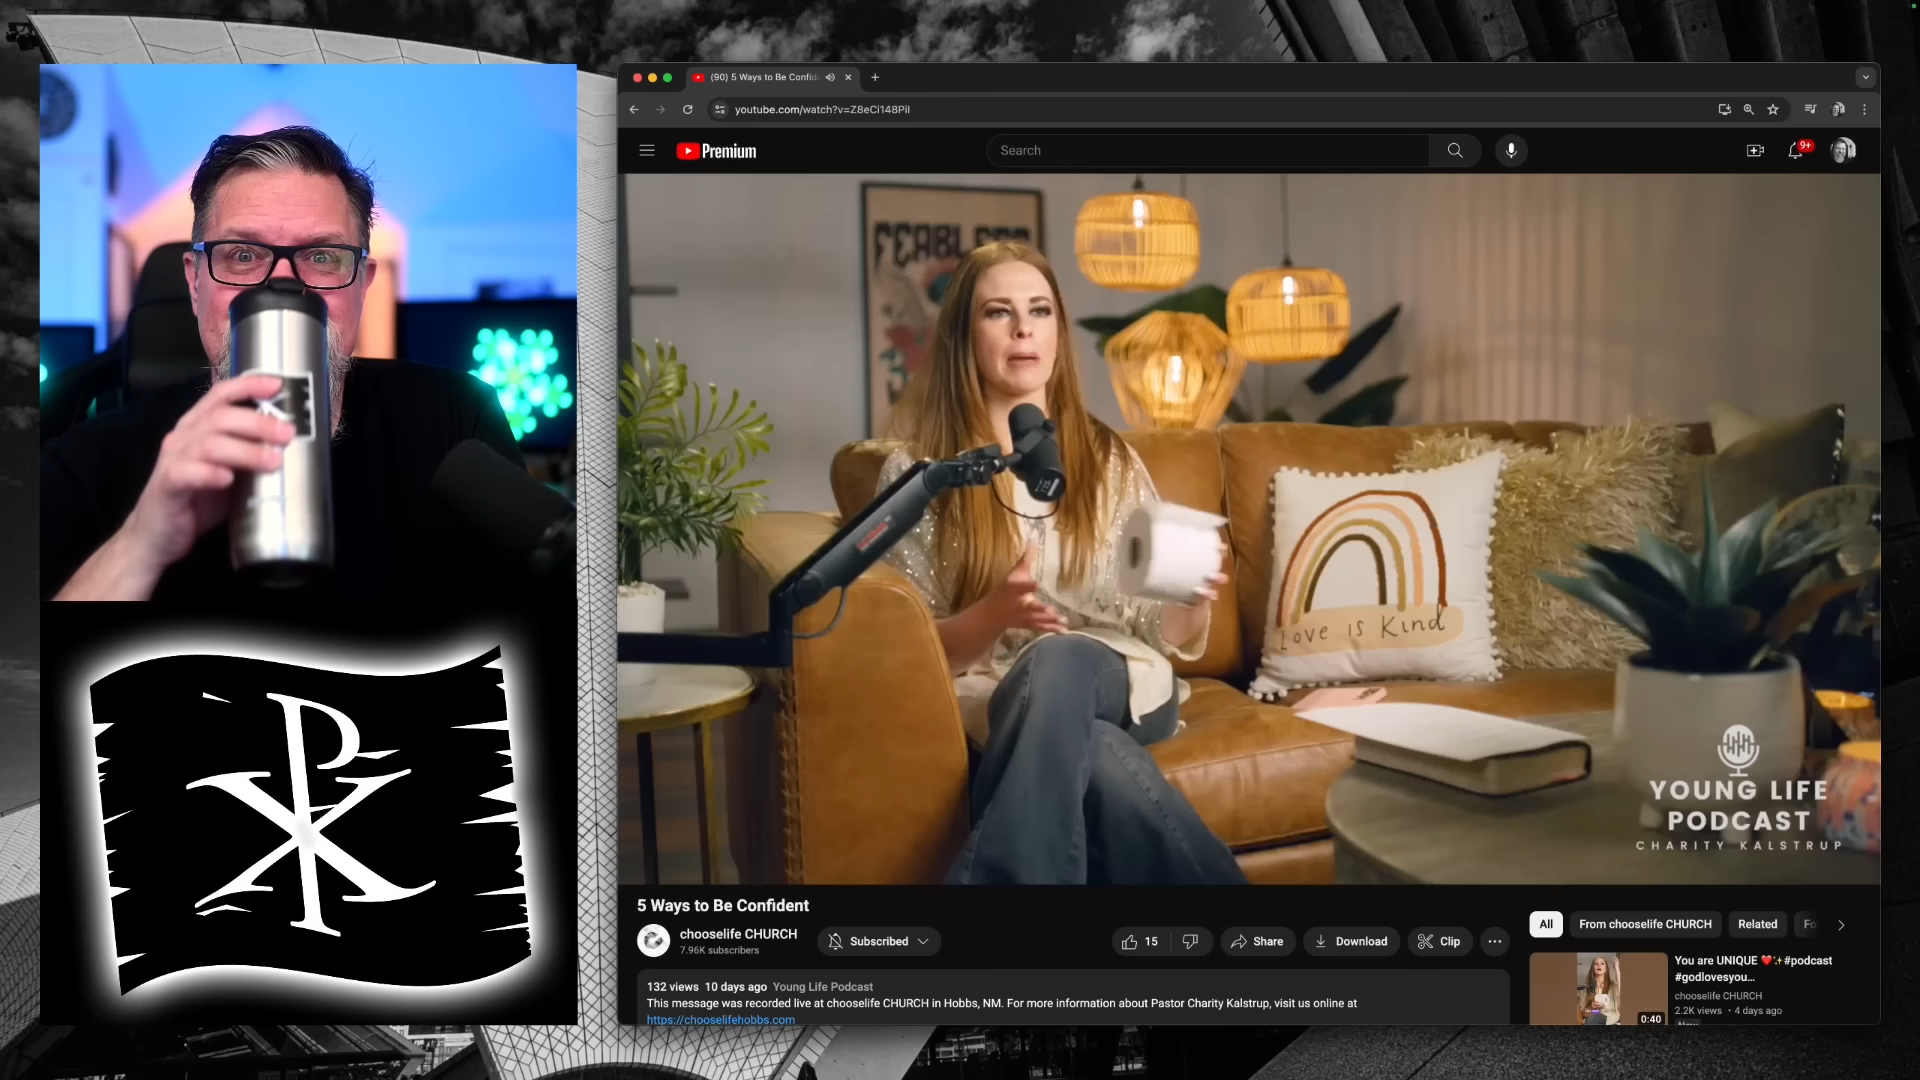 (90) 5 Ways to Be Confid
youtube.com/watch?v=Z8eCi148PiI
Premium
Search
9+
FEARLESS
LOVE IS KinD
YOUNG LIFE
PODCAST
CHARITY KALSTRUP
5 Ways to Be Confident
chooselife CHURCH
7.96K subscribers
Subscribed
15
Share
Download
Clip
132 views 10 days ago Young Life Podcast
This message was recorded live at chooselife CHURCH in Hobbs, NM. For more information about Pastor Charity Kalstrup, visit us online at
https://chooselifehobbs.com
All
From chooselife CHURCH
Related
Fo
You are UNIQUE ❤️✨#podcast
#godlovesyou...
chooselife CHURCH
2.2K views • 4 days ago
New
0:40